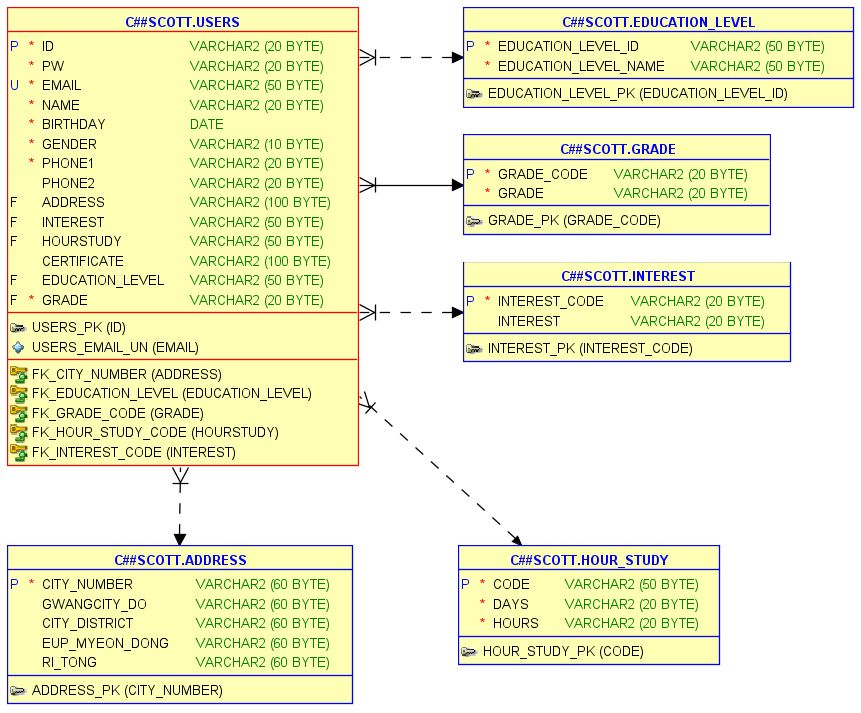 C##SCOTT.USERS
P * ID VARCHAR2 (20 BYTE)
* PW VARCHAR2 (20 BYTE)
U * EMAIL VARCHAR2 (50 BYTE)
* NAME VARCHAR2 (20 BYTE)
* BIRTHDAY DATE
* GENDER VARCHAR2 (10 BYTE)
* PHONE1 VARCHAR2 (20 BYTE)
PHONE2 VARCHAR2 (20 BYTE)
F ADDRESS VARCHAR2 (100 BYTE)
F INTEREST VARCHAR2 (50 BYTE)
F HOURSTUDY VARCHAR2 (50 BYTE)
CERTIFICATE VARCHAR2 (100 BYTE)
F EDUCATION_LEVEL VARCHAR2 (50 BYTE)
F * GRADE VARCHAR2 (20 BYTE)
USERS_PK (ID)
USERS_EMAIL_UN (EMAIL)
FK_CITY_NUMBER (ADDRESS)
FK_EDUCATION_LEVEL (EDUCATION_LEVEL)
FK_GRADE_CODE (GRADE)
FK_HOUR_STUDY_CODE (HOURSTUDY)
FK_INTEREST_CODE (INTEREST)
C##SCOTT.EDUCATION_LEVEL
P * EDUCATION_LEVEL_ID VARCHAR2 (50 BYTE)
* EDUCATION_LEVEL_NAME VARCHAR2 (50 BYTE)
EDUCATION_LEVEL_PK (EDUCATION_LEVEL_ID)
C##SCOTT.GRADE
P * GRADE_CODE VARCHAR2 (20 BYTE)
* GRADE VARCHAR2 (20 BYTE)
GRADE_PK (GRADE_CODE)
C##SCOTT.INTEREST
P * INTEREST_CODE VARCHAR2 (20 BYTE)
INTEREST VARCHAR2 (20 BYTE)
INTEREST_PK (INTEREST_CODE)
C##SCOTT.ADDRESS
P * CITY_NUMBER VARCHAR2 (60 BYTE)
GWANGCITY_DO VARCHAR2 (60 BYTE)
CITY_DISTRICT VARCHAR2 (60 BYTE)
EUP_MYEON_DONG VARCHAR2 (60 BYTE)
RI_TONG VARCHAR2 (60 BYTE)
ADDRESS_PK (CITY_NUMBER)
C##SCOTT.HOUR_STUDY
P * CODE VARCHAR2 (50 BYTE)
* DAYS VARCHAR2 (20 BYTE)
* HOURS VARCHAR2 (20 BYTE)
HOUR_STUDY_PK (CODE)